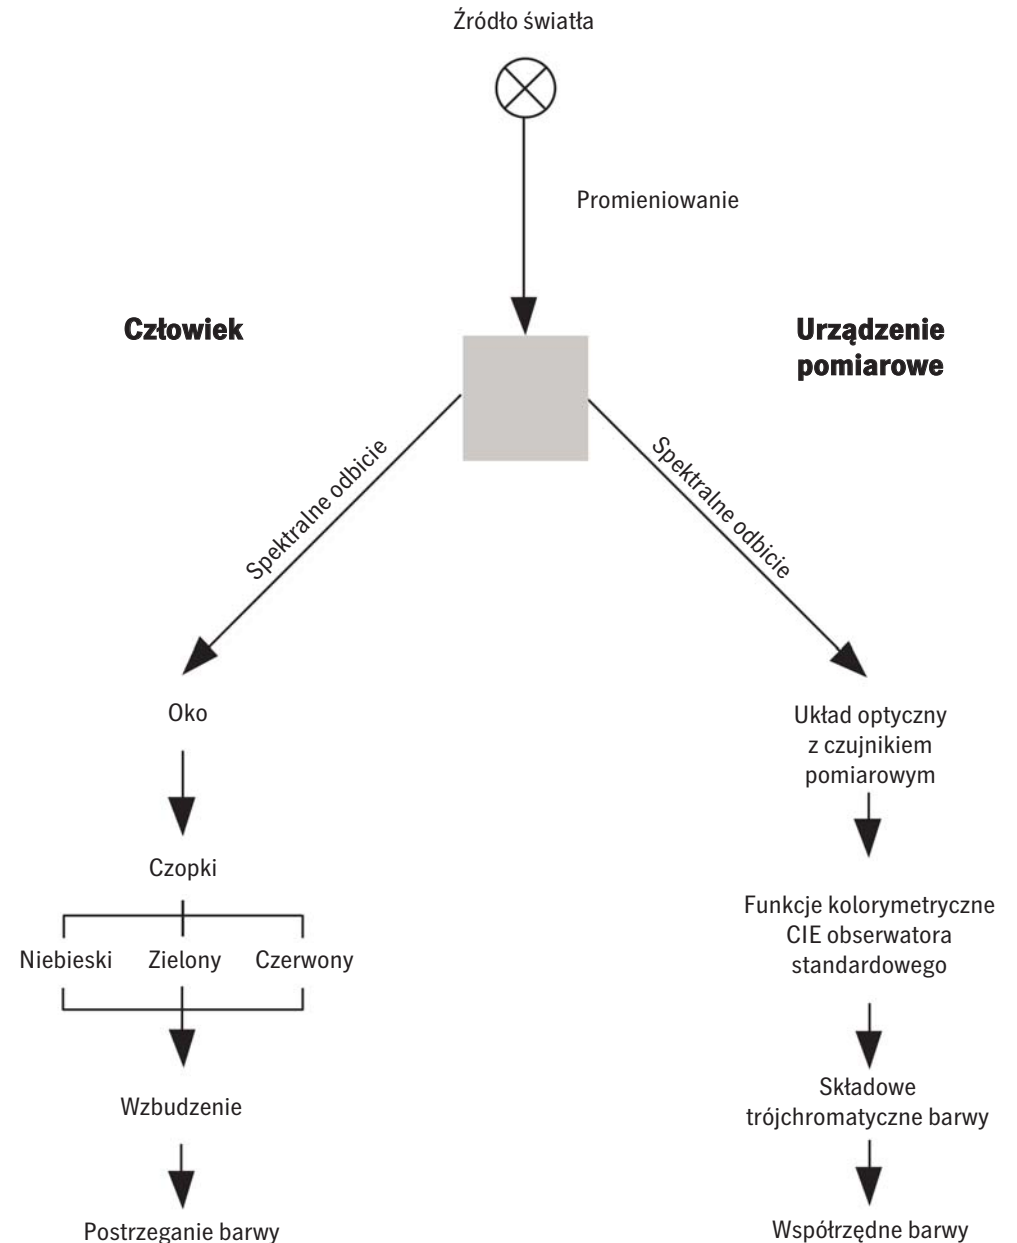 Źródło światła
Promieniowanie
Człowiek
Urządzenie
pomiarowe
Spektralne odbicie
Spektralne odbicie
Oko
Układ optyczny
z czujnikiem
pomiarowym
Czopki
Funkcje kolorymetryczne
CIE obserwatora
standardowego
Niebieski Zielony Czerwony
Wzbudzenie
Składowe
trójchromatyczne barwy
Postrzeganie barwy
Współrzędne barwy